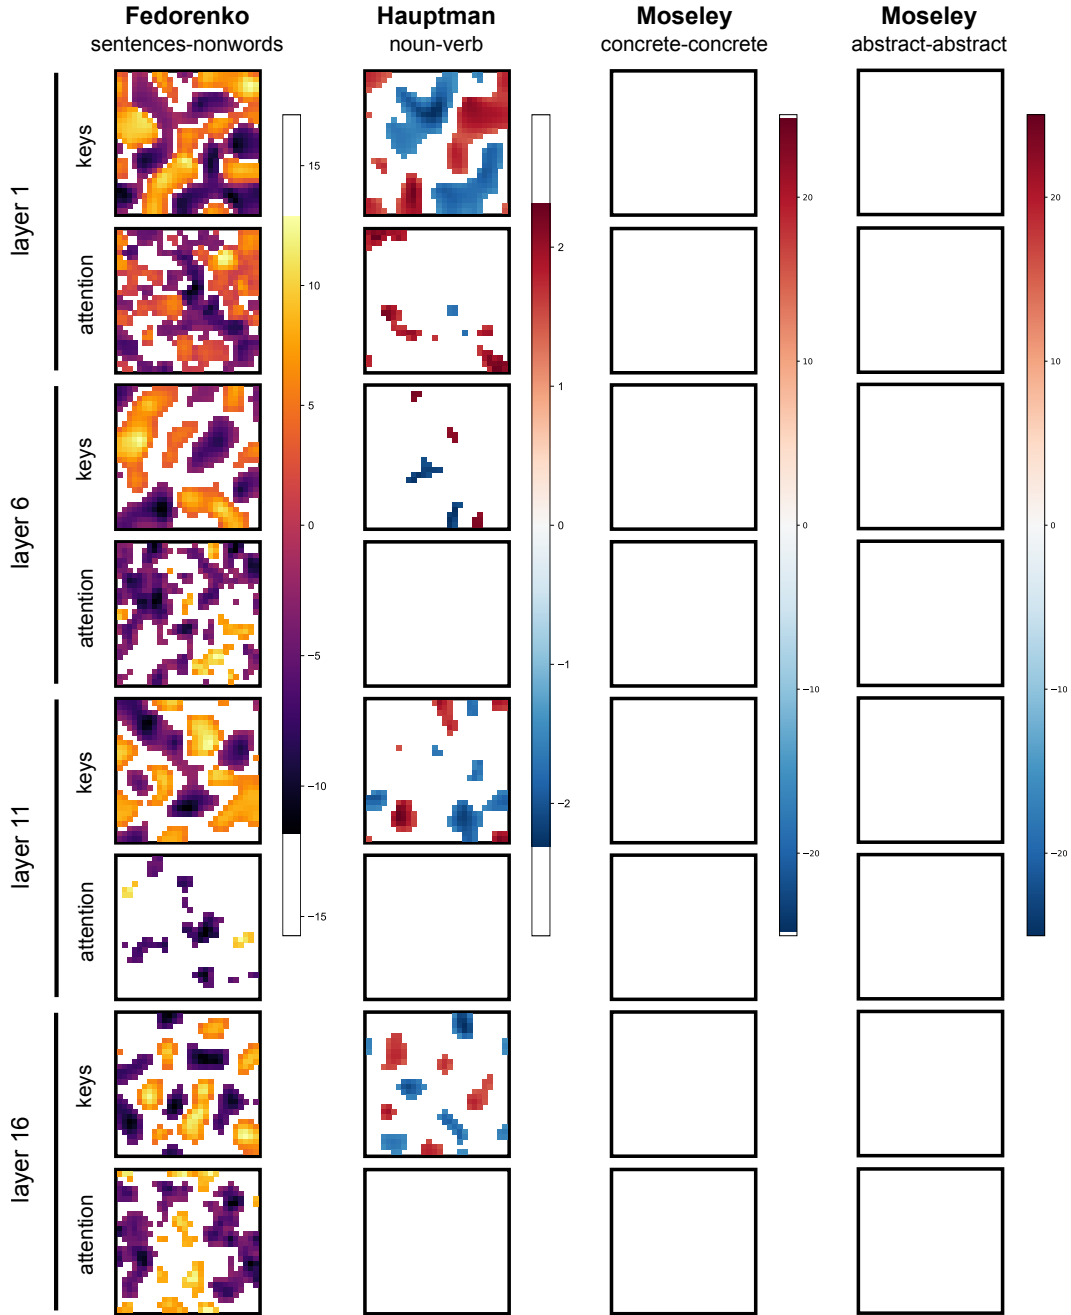 Fedorenko
sentences-nonwords
Hauptman
noun-verb
Moseley
concrete-concrete
Moseley
abstract-abstract
layer 1
keys
attention
layer 6
keys
attention
layer 11
keys
attention
layer 16
keys
attention
15
10
5
0
−5
−10
−15
2
1
0
−1
−2
20
10
0
−10
−20
20
10
0
−10
−20